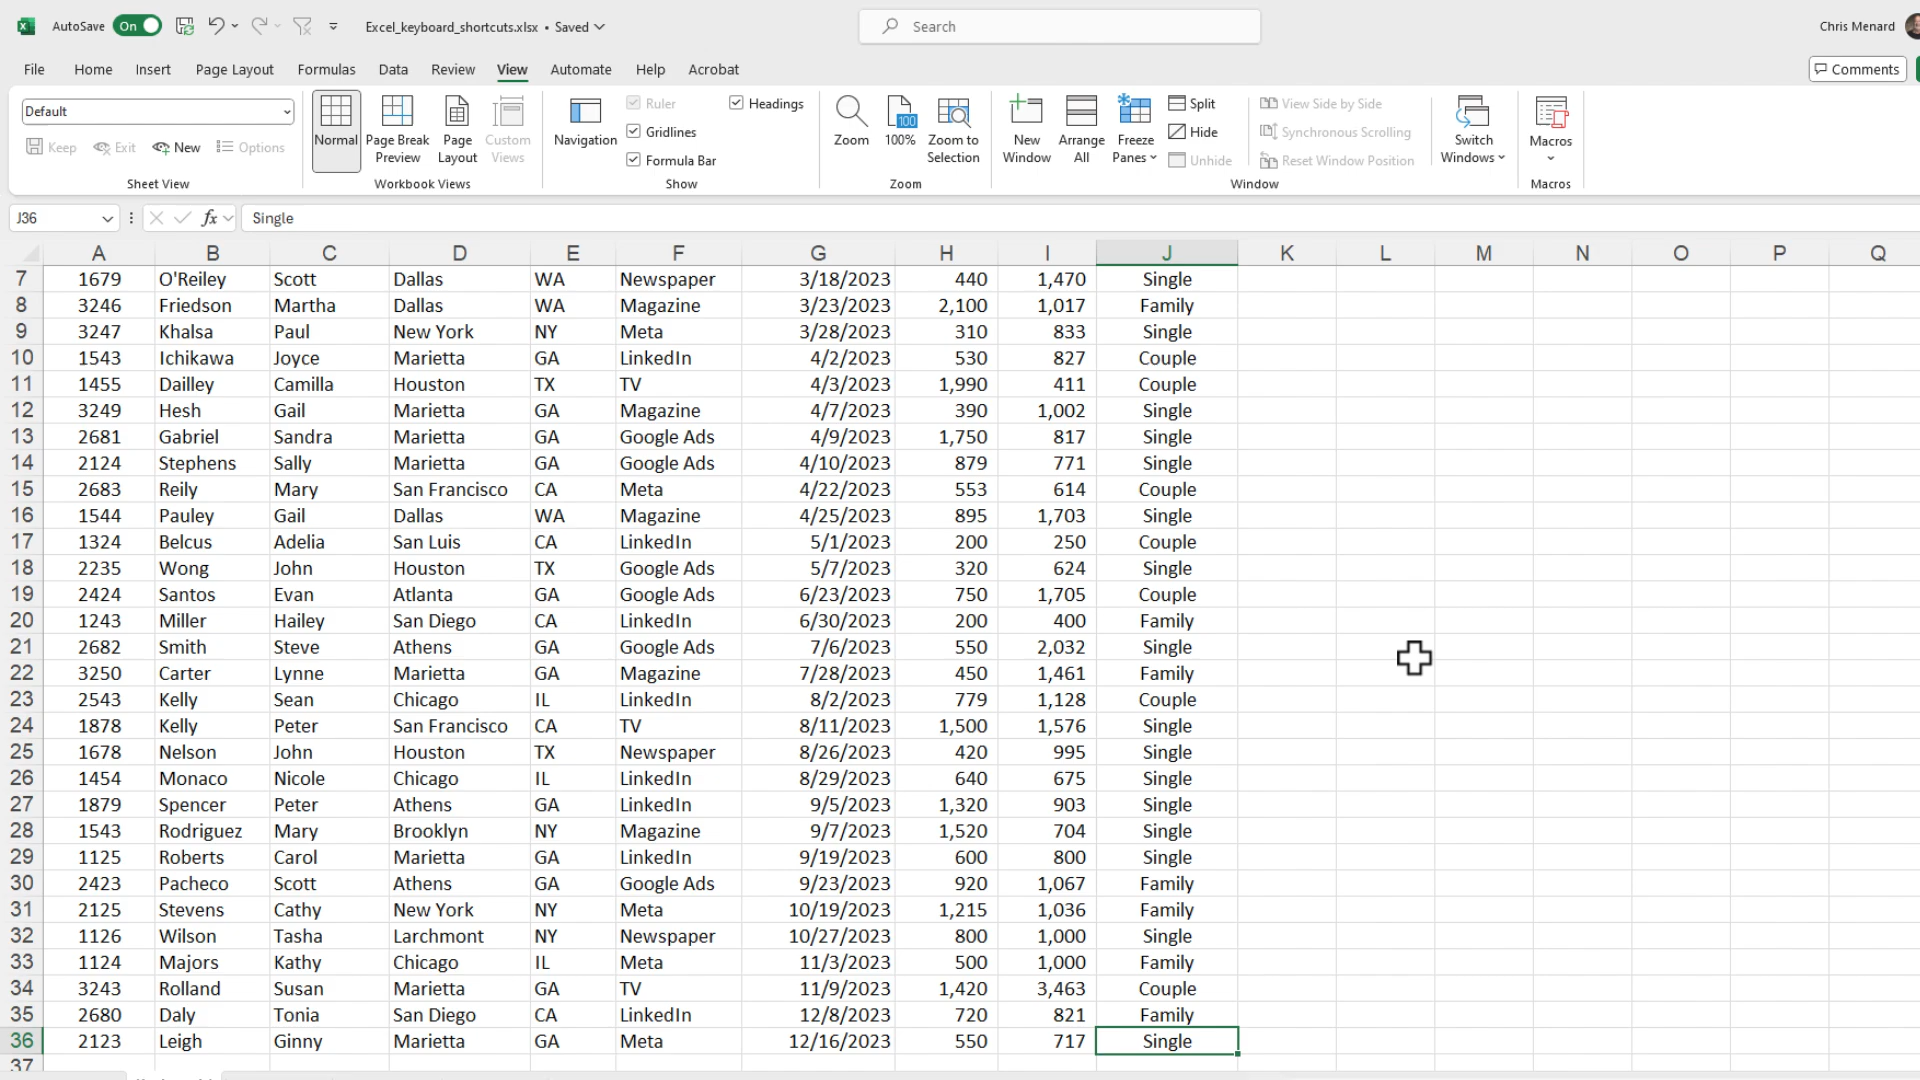 AutoSave On Excel_keyboard_shortcuts.xlsx • Saved Search Chris Menard
File Home Insert Page Layout Formulas Data Review View Automate Help Acrobat Comments
Default
Keep Exit New Options
Sheet View
Normal Page Break Preview Page Layout Custom Views
Workbook Views
Navigation Ruler Gridlines Formula Bar Headings
Show
Zoom 100 100% Zoom to Selection
Zoom
New Window Arrange All Freeze Panes Split Hide Unhide View Side by Side Synchronous Scrolling Reset Window Position Switch Windows
Window
Macros
Macros
J36 fx Single
A B C D E F G H I J K L M N O P Q
7 1679 O'Reiley Scott Dallas WA Newspaper 3/18/2023 440 1,470 Single
8 3246 Friedson Martha Dallas WA Magazine 3/23/2023 2,100 1,017 Family
9 3247 Khalsa Paul New York NY Meta 3/28/2023 310 833 Single
10 1543 Ichikawa Joyce Marietta GA LinkedIn 4/2/2023 530 827 Couple
11 1455 Dailley Camilla Houston TX TV 4/3/2023 1,990 411 Couple
12 3249 Hesh Gail Marietta GA Magazine 4/7/2023 390 1,002 Single
13 2681 Gabriel Sandra Marietta GA Google Ads 4/9/2023 1,750 817 Single
14 2124 Stephens Sally Marietta GA Google Ads 4/10/2023 879 771 Single
15 2683 Reily Mary San Francisco CA Meta 4/22/2023 553 614 Couple
16 1544 Pauley Gail Dallas WA Magazine 4/25/2023 895 1,703 Single
17 1324 Belcus Adelia San Luis CA LinkedIn 5/1/2023 200 250 Couple
18 2235 Wong John Houston TX Google Ads 5/7/2023 320 624 Single
19 2424 Santos Evan Atlanta GA Google Ads 6/23/2023 750 1,705 Couple
20 1243 Miller Hailey San Diego CA LinkedIn 6/30/2023 200 400 Family
21 2682 Smith Steve Athens GA Google Ads 7/6/2023 550 2,032 Single
22 3250 Carter Lynne Marietta GA Magazine 7/28/2023 450 1,461 Family
23 2543 Kelly Sean Chicago IL LinkedIn 8/2/2023 779 1,128 Couple
24 1878 Kelly Peter San Francisco CA TV 8/11/2023 1,500 1,576 Single
25 1678 Nelson John Houston TX Newspaper 8/26/2023 420 995 Single
26 1454 Monaco Nicole Chicago IL LinkedIn 8/29/2023 640 675 Single
27 1879 Spencer Peter Athens GA LinkedIn 9/5/2023 1,320 903 Single
28 1543 Rodriguez Mary Brooklyn NY Magazine 9/7/2023 1,520 704 Single
29 1125 Roberts Carol Marietta GA LinkedIn 9/19/2023 600 800 Single
30 2423 Pacheco Scott Athens GA Google Ads 9/23/2023 920 1,067 Family
31 2125 Stevens Cathy New York NY Meta 10/19/2023 1,215 1,036 Family
32 1126 Wilson Tasha Larchmont NY Newspaper 10/27/2023 800 1,000 Single
33 1124 Majors Kathy Chicago IL Meta 11/3/2023 500 1,000 Family
34 3243 Rolland Susan Marietta GA TV 11/9/2023 1,420 3,463 Couple
35 2680 Daly Tonia San Diego CA LinkedIn 12/8/2023 720 821 Family
36 2123 Leigh Ginny Marietta GA Meta 12/16/2023 550 717 Single
37